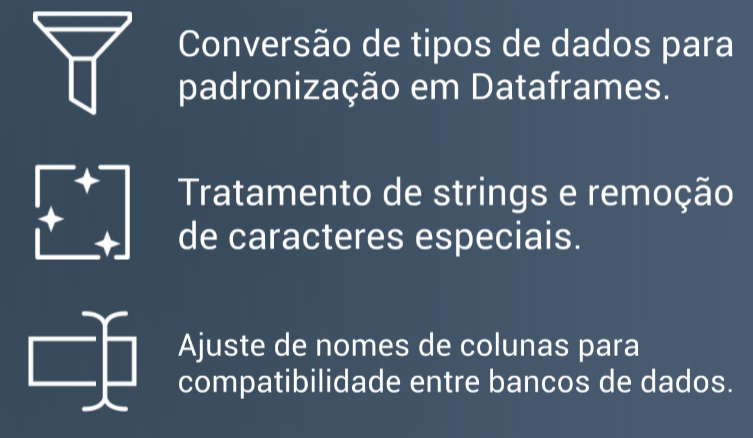 Conversão de tipos de dados para
padronização em Dataframes.
Tratamento de strings e remoção
de caracteres especiais.
Ajuste de nomes de colunas para
compatibilidade entre bancos de dados.